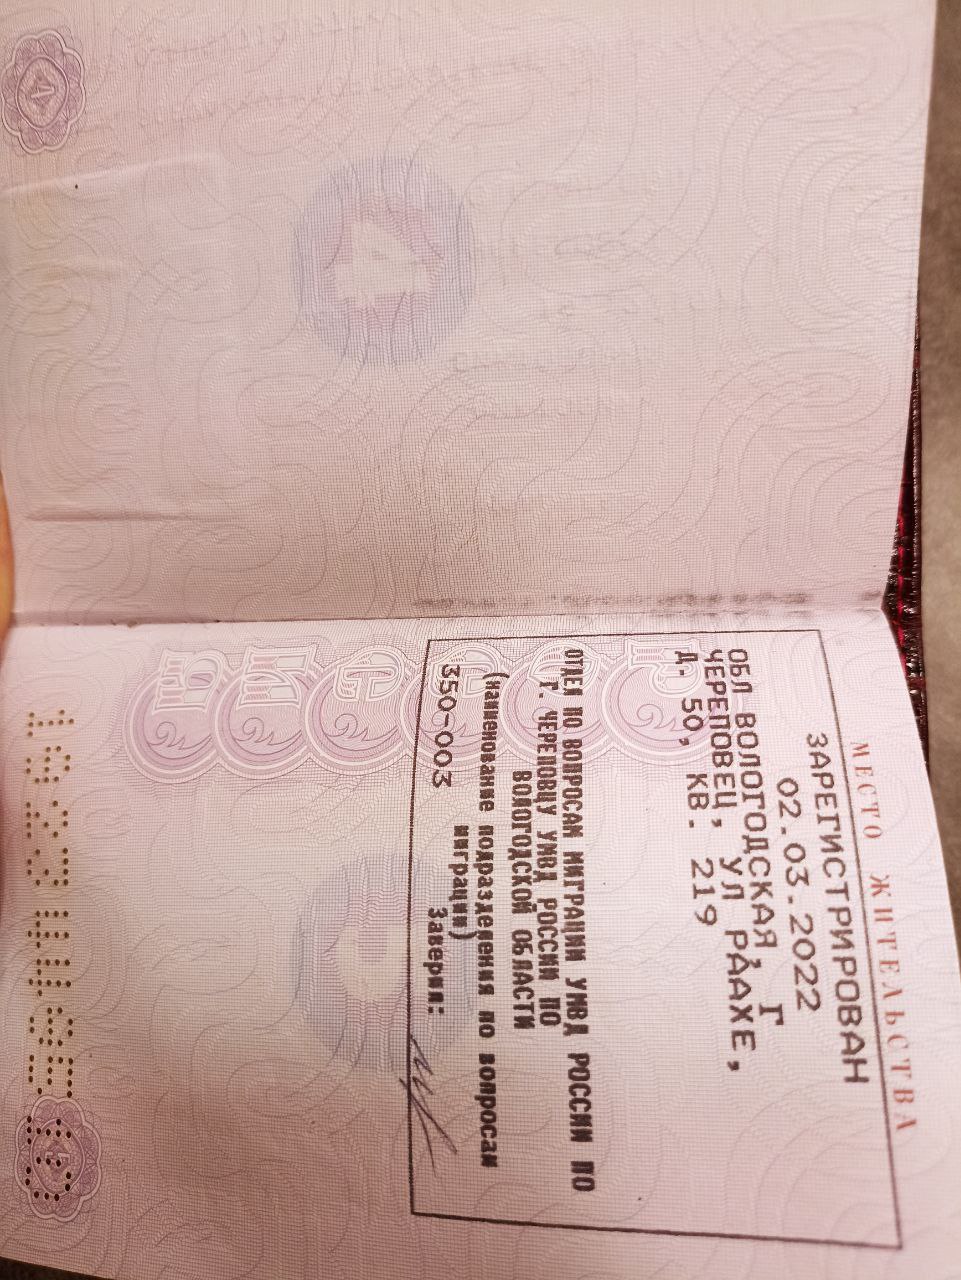 МЕСТО ЖИТЕЛЬСТВА
ЗАРЕГИСТРИРОВАН
02.03.2022
ОБЛ ВОЛОГОДСКАЯ, Г
ЧЕРЕПОВЕЦ, УЛ РААХЕ,
Д. 50, КВ. 219
ОТДЕЛ ПО ВОПРОСАМ МИГРАЦИИ УМВД РОССИИ ПО
Г. ЧЕРЕПОВЦУ УМВД РОССИИ ПО
ВОЛОГОДСКОЙ ОБЛАСТИ
(наименование подразделения по вопросам
миграции)
350-003 Заверил: